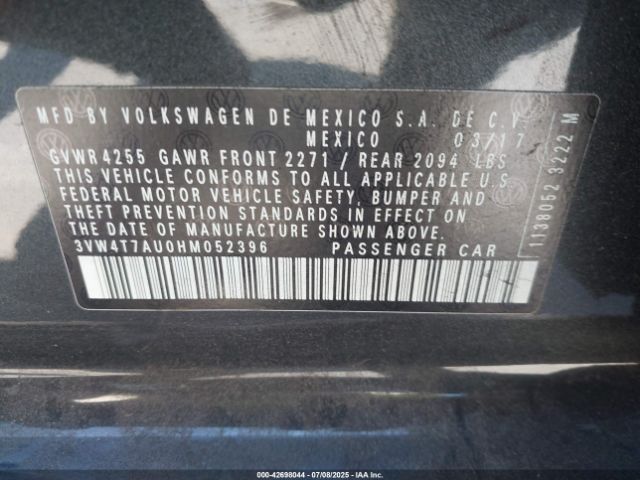 MFD BY VOLKSWAGEN DE MEXICO S.A. DE C.V
MEXICO 03/17
GVWR 4255 GAWR FRONT 2271 / REAR 2094 LBS
THIS VEHICLE CONFORMS TO ALL APPLICABLE U.S
FEDERAL MOTOR VEHICLE SAFETY, BUMPER AND
THEFT PREVENTION STANDARDS IN EFFECT ON
THE DATE OF MANUFACTURE SHOWN ABOVE.
3VW4T7AU0HM052396 PASSENGER CAR
1138052 3222 M
000-42698044 | 07/08/2025 | IAA Inc.